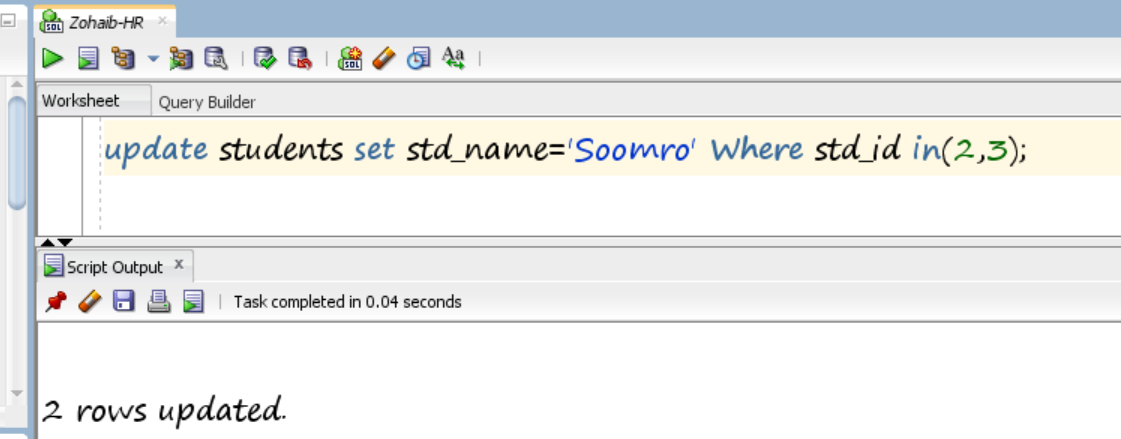 Zohaib-HR
Worksheet Query Builder
update students set std_name='Soomro' Where std_id in(2,3);
Script Output x
Task completed in 0.04 seconds
2 rows updated.